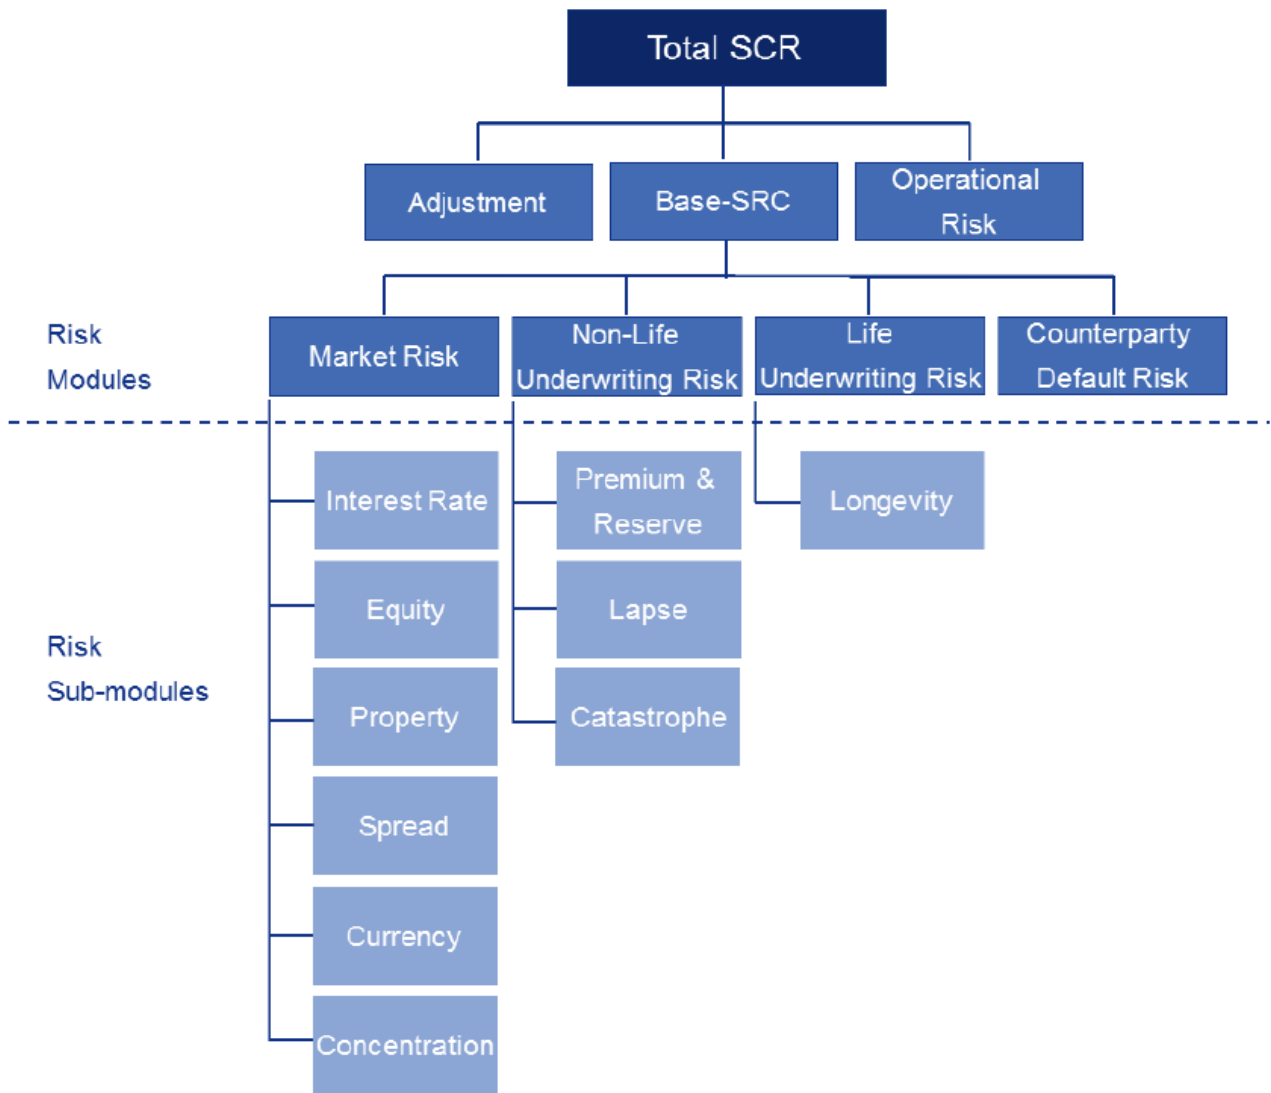 Total SCR
Adjustment
Base-SRC
Operational
Risk
Risk
Modules
Market Risk
Non-Life
Underwriting Risk
Life
Underwriting Risk
Counterparty
Default Risk
Risk
Sub-modules
Interest Rate
Equity
Property
Spread
Currency
Concentration
Premium &
Reserve
Lapse
Catastrophe
Longevity